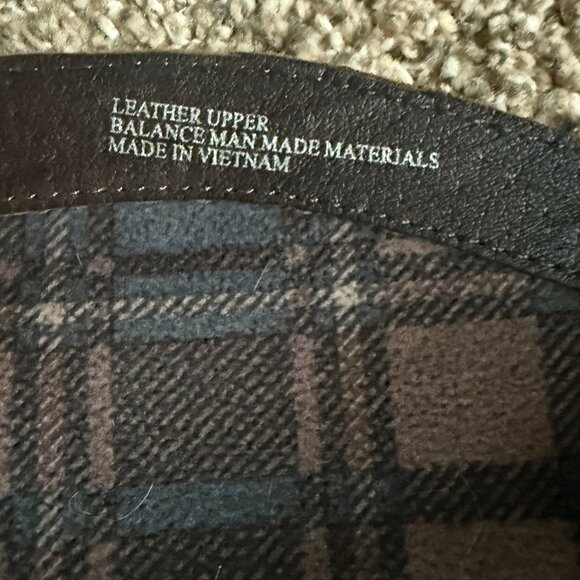 LEATHER UPPER
BALANCE MAN MADE MATERIALS
MADE IN VIETNAM